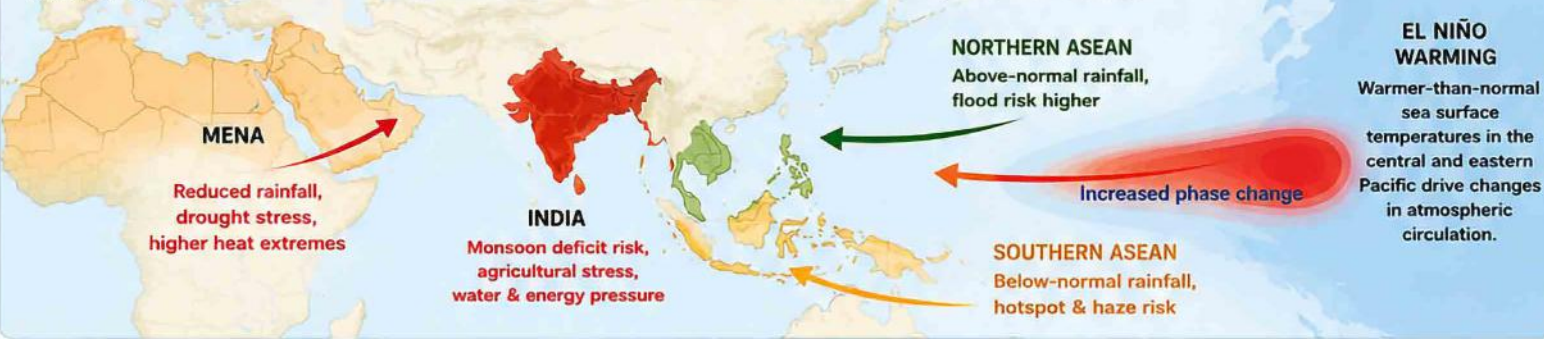 MENA
Reduced rainfall,
drought stress,
higher heat extremes
INDIA
Monsoon deficit risk,
agricultural stress,
water & energy pressure
NORTHERN ASEAN
Above-normal rainfall,
flood risk higher
Increased phase change
SOUTHERN ASEAN
Below-normal rainfall,
hotspot & haze risk
EL NIÑO
WARMING
Warmer-than-normal
sea surface
temperatures in the
central and eastern
Pacific drive changes
in atmospheric
circulation.